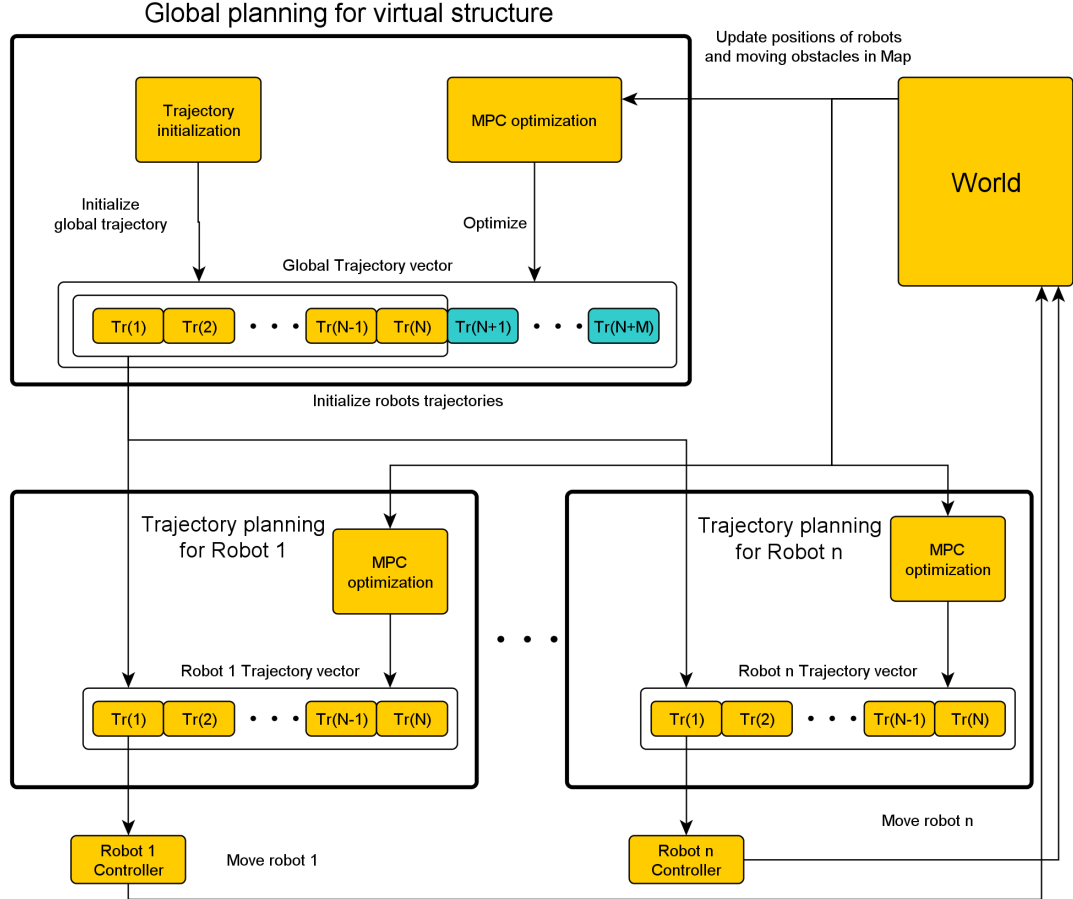 Global planning for virtual structure
Update positions of robots
and moving obstacles in Map
Trajectory
initialization
MPC optimization
World
Initialize
global trajectory
Optimize
Global Trajectory vector
Tr(1) Tr(2) • • • Tr(N-1) Tr(N) Tr(N+1) • • • Tr(N+M)
Initialize robots trajectories
Trajectory planning
for Robot 1
MPC
optimization
Robot 1 Trajectory vector
Tr(1) Tr(2) • • • Tr(N-1) Tr(N)
• • •
Trajectory planning
for Robot n
MPC
optimization
Robot n Trajectory vector
Tr(1) Tr(2) • • • Tr(N-1) Tr(N)
Robot 1
Controller
Move robot 1
Robot n
Controller
Move robot n